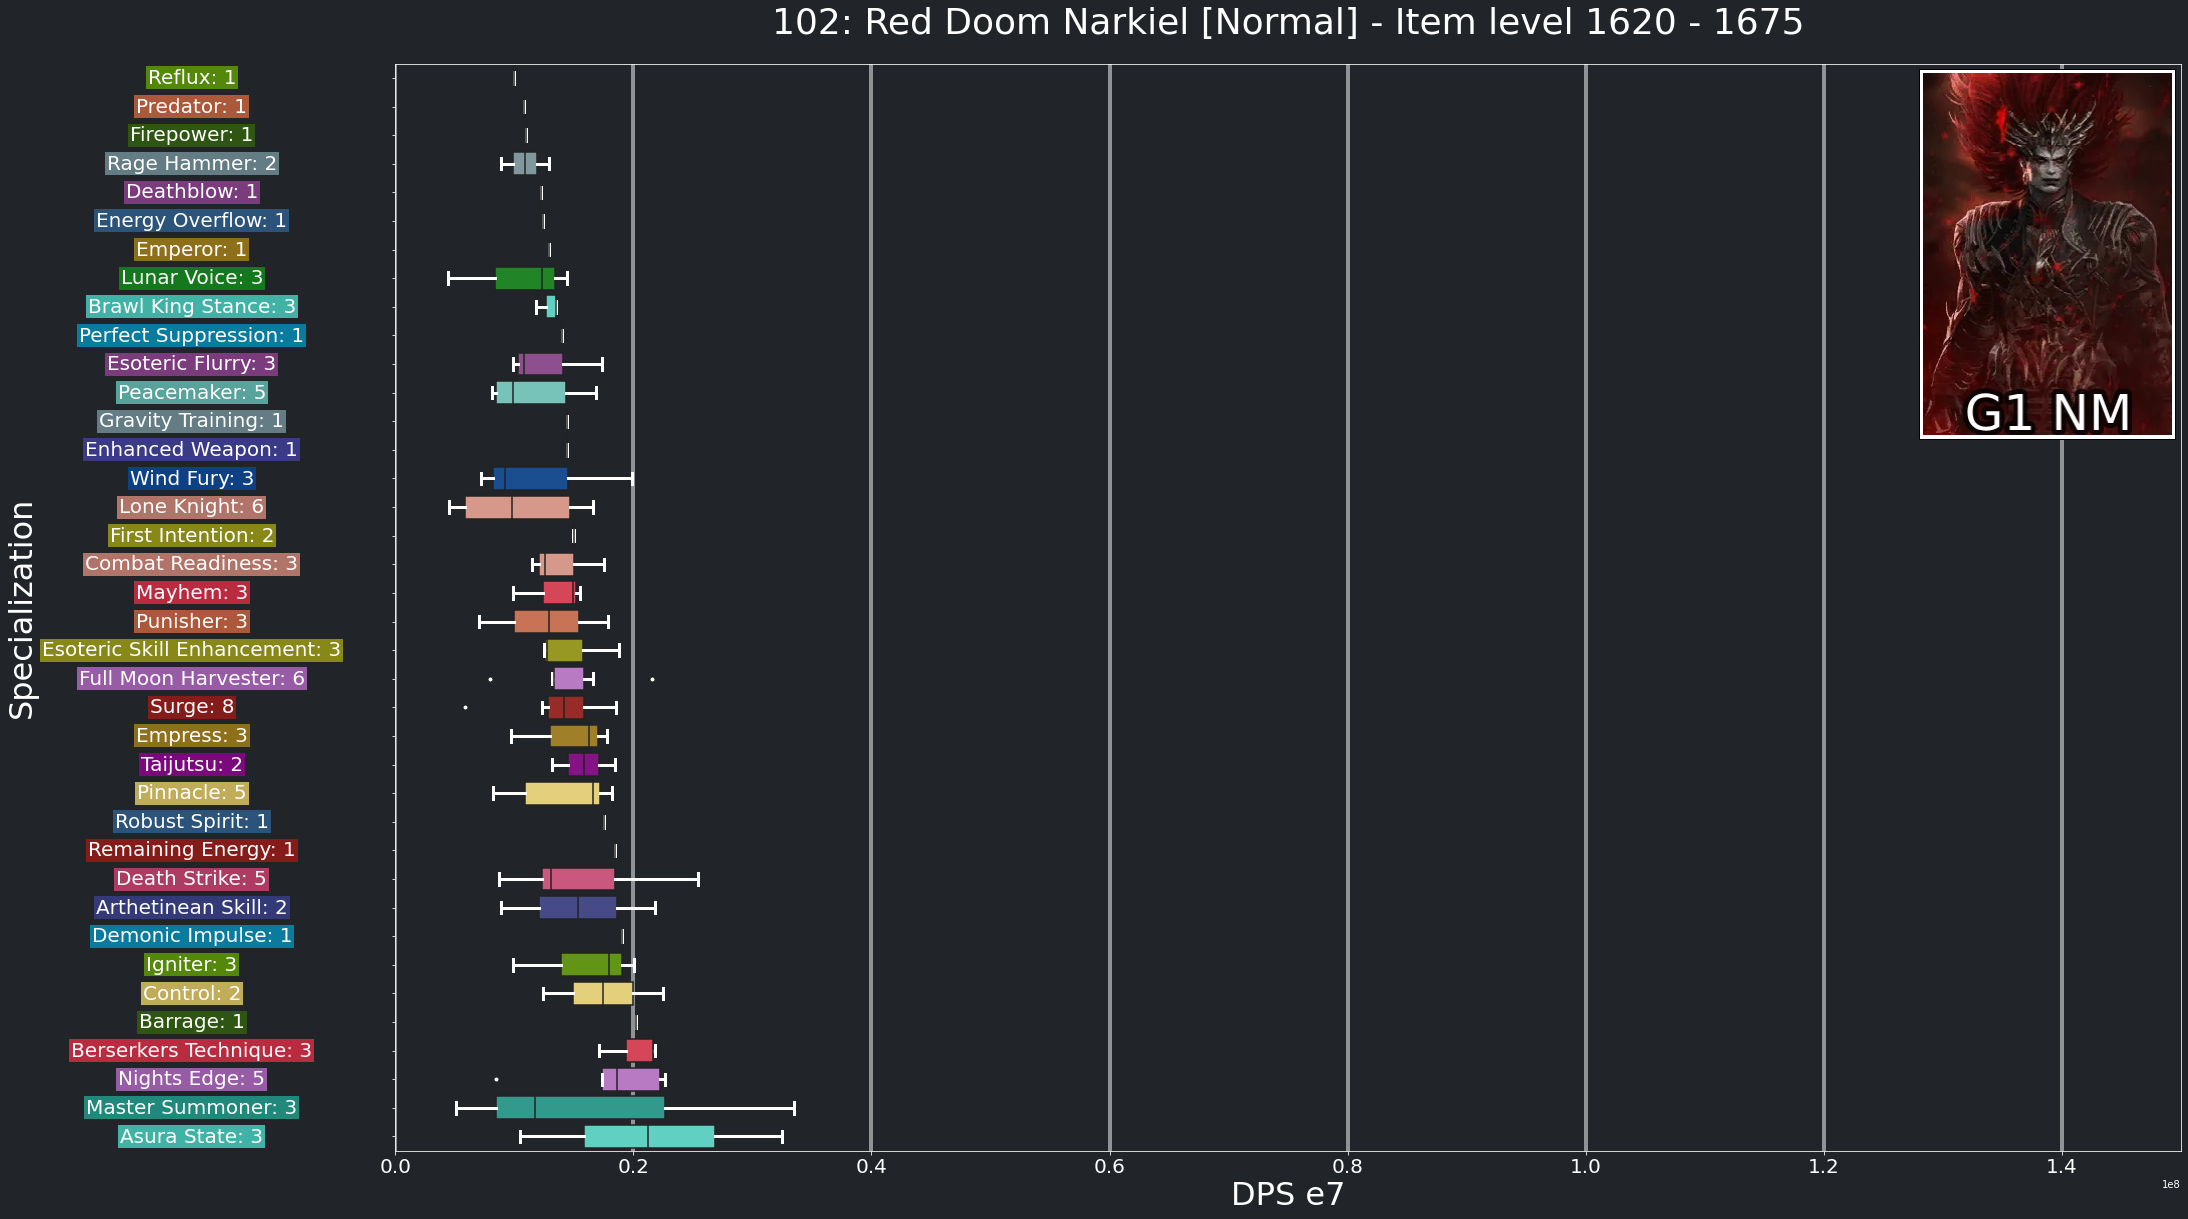 102: Red Doom Narkiel [Normal] - Item level 1620 - 1675
Reflux: 1
Predator: 1
Firepower: 1
Rage Hammer: 2
Deathblow: 1
Energy Overflow: 1
Emperor: 1
Lunar Voice: 3
Brawl King Stance: 3
Perfect Suppression: 1
Esoteric Flurry: 3
Peacemaker: 5
Gravity Training: 1
Enhanced Weapon: 1
Wind Fury: 3
Lone Knight: 6
First Intention: 2
Combat Readiness: 3
Mayhem: 3
Punisher: 3
Esoteric Skill Enhancement: 3
Full Moon Harvester: 6
Surge: 8
Empress: 3
Taijutsu: 2
Pinnacle: 5
Robust Spirit: 1
Remaining Energy: 1
Death Strike: 5
Arthetinean Skill: 2
Demonic Impulse: 1
Igniter: 3
Control: 2
Barrage: 1
Berserkers Technique: 3
Nights Edge: 5
Master Summoner: 3
Asura State: 3
Specialization
G1 NM
0.0 0.2 0.4 0.6 0.8 1.0 1.2 1.4
DPS e7
1e8